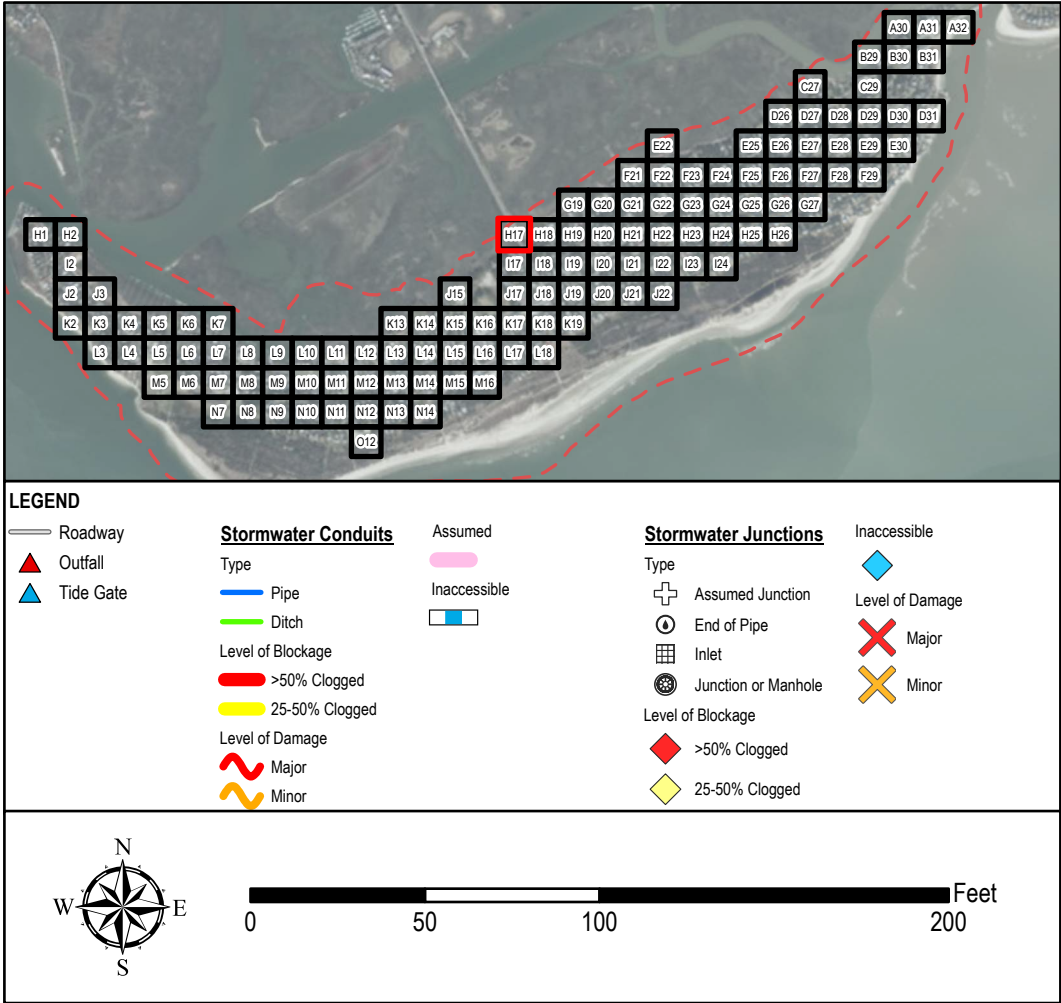 A30 A31 A32
B29 B30 B31
C27 C29
D26 D27 D28 D29 D30 D31
E22 E25 E26 E27 E28 E29 E30
F21 F22 F23 F24 F25 F26 F27 F28 F29
G19 G20 G21 G22 G23 G24 G25 G26 G27
H1 H2 H17 H18 H19 H20 H21 H22 H23 H24 H25 H26
I2 I17 I18 I19 I20 I21 I22 I23 I24
J2 J3 J15 J17 J18 J19 J20 J21 J22
K2 K3 K4 K5 K6 K7 K13 K14 K15 K16 K17 K18 K19
L3 L4 L5 L6 L7 L8 L9 L10 L11 L12 L13 L14 L15 L16 L17 L18
M5 M6 M7 M8 M9 M10 M11 M12 M13 M14 M15 M16
N7 N8 N9 N10 N11 N12 N13 N14
O12
LEGEND
Roadway
Outfall
Tide Gate
Stormwater Conduits
Type
Pipe
Ditch
Level of Blockage
>50% Clogged
25-50% Clogged
Level of Damage
Major
Minor
Assumed
Inaccessible
Stormwater Junctions
Type
Assumed Junction
End of Pipe
Inlet
Junction or Manhole
Level of Blockage
>50% Clogged
25-50% Clogged
Inaccessible
Level of Damage
Major
Minor
N
W E
S
Feet
0 50 100 200